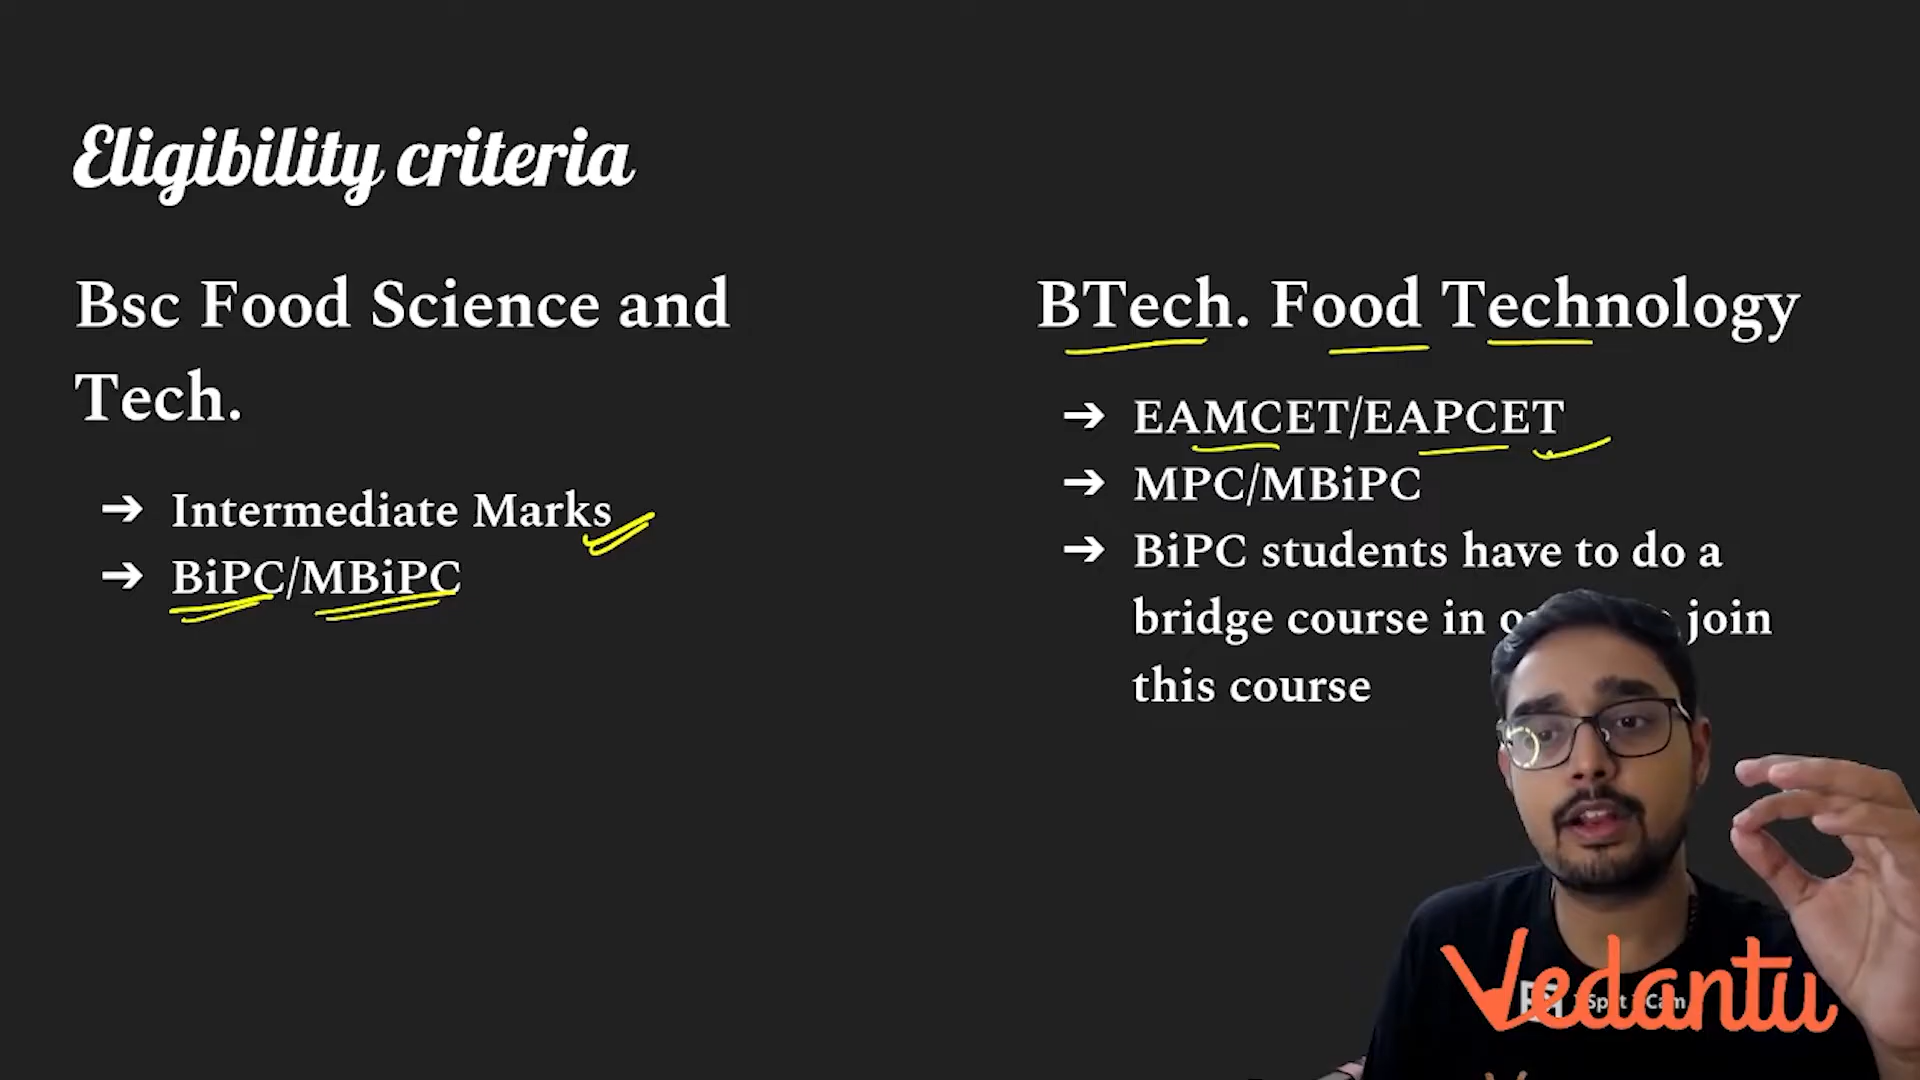 Eligibility criteria
Bsc Food Science and
Tech.
➔ Intermediate Marks
➔ BiPC/MBiPC
BTech. Food Technology
➔ EAMCET/EAPCET
➔ MPC/MBiPC
➔ BiPC students have to do a
bridge course in join
this course
Vedantu